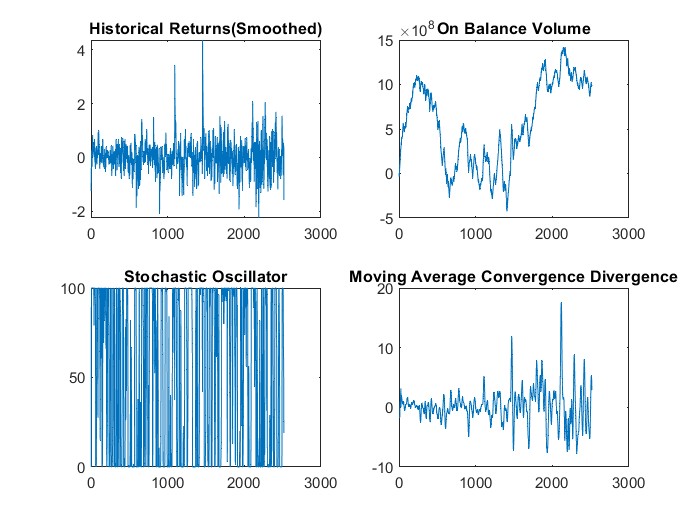 Historical Returns(Smoothed)
4
2
0
-2
0 1000 2000 3000
×10^8 On Balance Volume
15
10
5
0
-5
0 1000 2000 3000
Stochastic Oscillator
100
50
0
0 1000 2000 3000
Moving Average Convergence Divergence
20
10
0
-10
0 1000 2000 3000